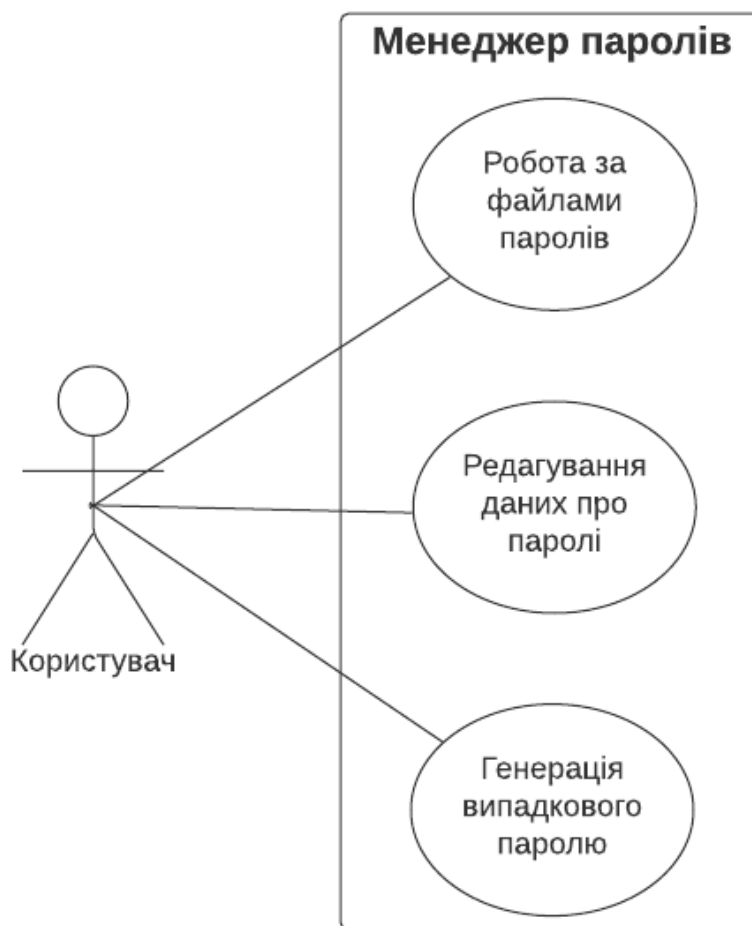 Менеджер паролів
Робота за
файлами
паролів
Редагування
даних про
паролі
Користувач
Генерація
випадкового
паролю